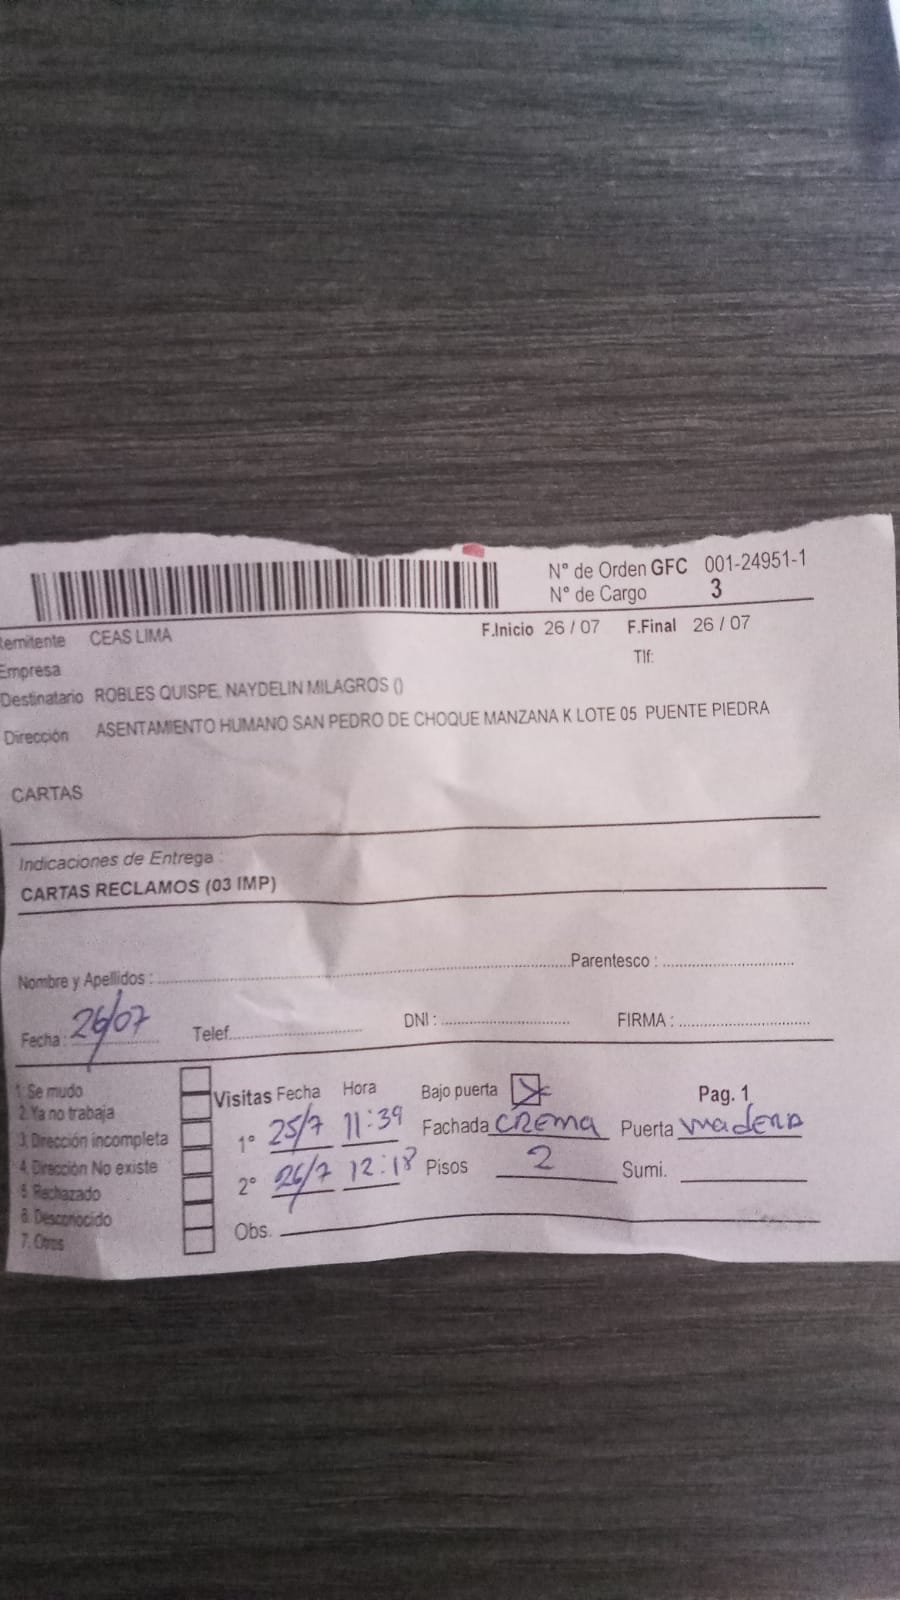 N° de Orden GFC 001-24951-1
N° de Cargo 3
Remitente CEAS LIMA F.Inicio 26 / 07 F.Final 26 / 07
Empresa Tlf:
Destinatario ROBLES QUISPE, NAYDELIN MILAGROS ()
Dirección ASENTAMIENTO HUMANO SAN PEDRO DE CHOQUE MANZANA K LOTE 05 PUENTE PIEDRA
CARTAS
Indicaciones de Entrega :
CARTAS RECLAMOS (03 IMP)
Nombre y Apellidos : Parentesco :
Fecha : 26/07 Telef. DNI : FIRMA :
1. Se mudo
2. Ya no trabaja
3. Dirección incompleta
4. Dirección No existe
5. Rechazado
6. Desconocido
7. Otros
Visitas Fecha Hora Bajo puerta Pag. 1
1° 25/7 11:39 Fachada CREMA Puerta MADERA
2° 26/7 12:18 Pisos 2 Sumi.
Obs.